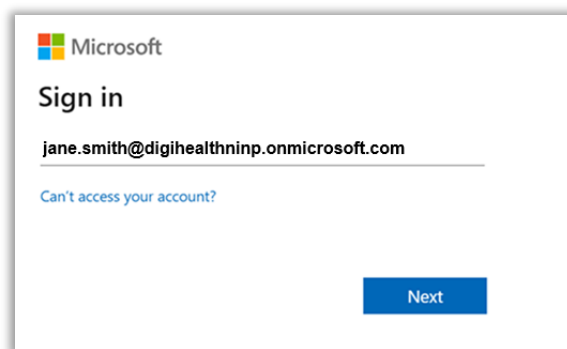 Microsoft
Sign in
jane.smith@digihealthninp.onmicrosoft.com
Can't access your account?
Next